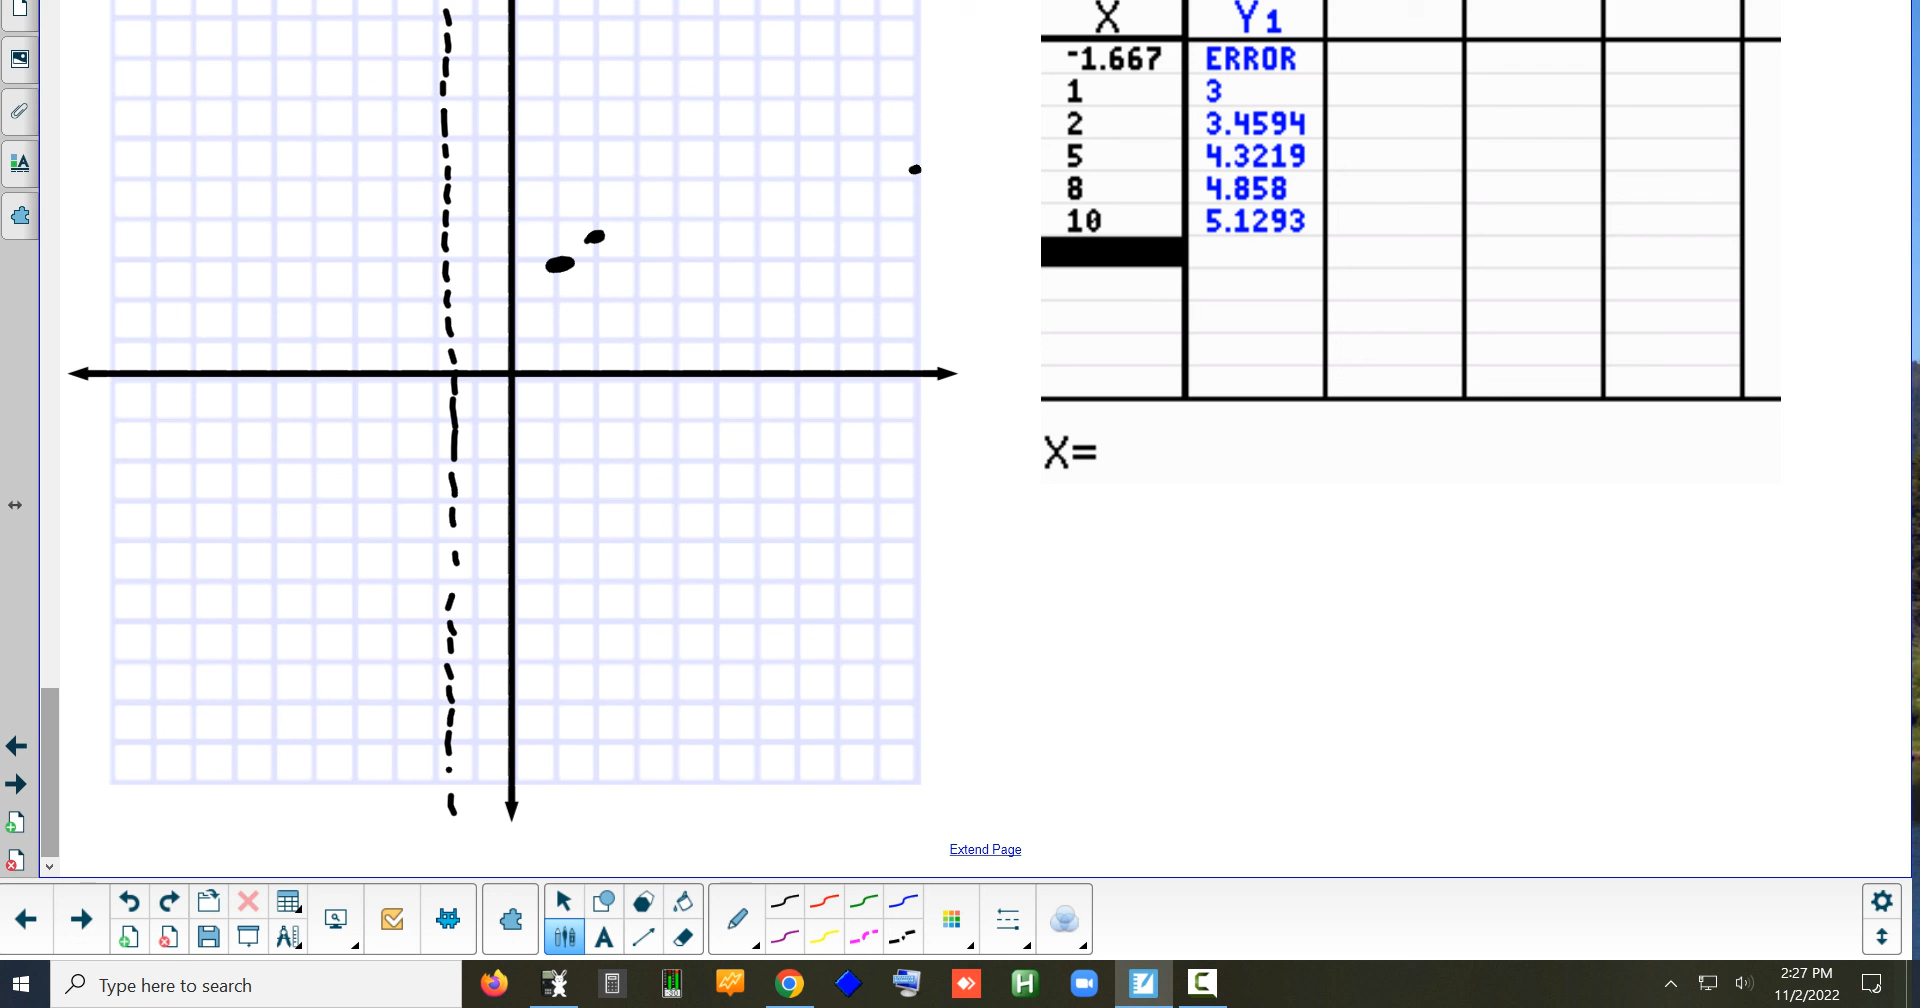 X Y1
-1.667 ERROR
1 3
2 3.4594
5 4.3219
8 4.858
10 5.1293
X=
Extend Page
Type here to search
2:27 PM
11/2/2022